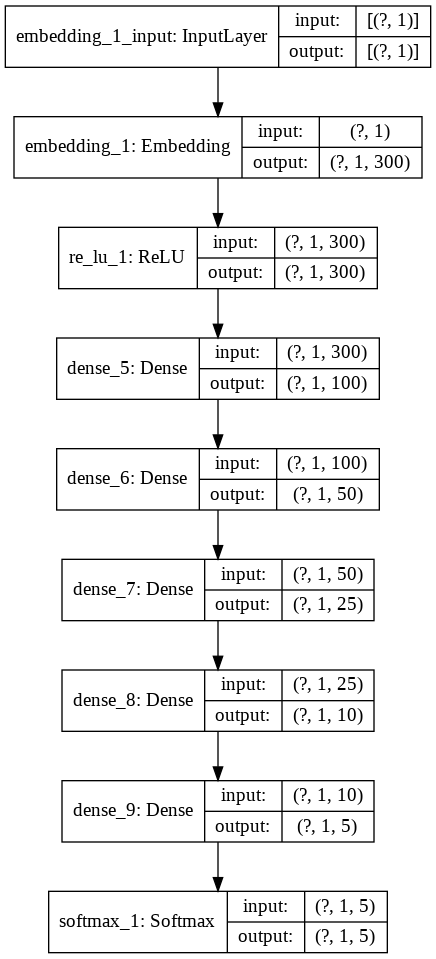 embedding_1_input: InputLayer input: [(?, 1)]
output: [(?, 1)]
embedding_1: Embedding input: (?, 1)
output: (?, 1, 300)
re_lu_1: ReLU input: (?, 1, 300)
output: (?, 1, 300)
dense_5: Dense input: (?, 1, 300)
output: (?, 1, 100)
dense_6: Dense input: (?, 1, 100)
output: (?, 1, 50)
dense_7: Dense input: (?, 1, 50)
output: (?, 1, 25)
dense_8: Dense input: (?, 1, 25)
output: (?, 1, 10)
dense_9: Dense input: (?, 1, 10)
output: (?, 1, 5)
softmax_1: Softmax input: (?, 1, 5)
output: (?, 1, 5)